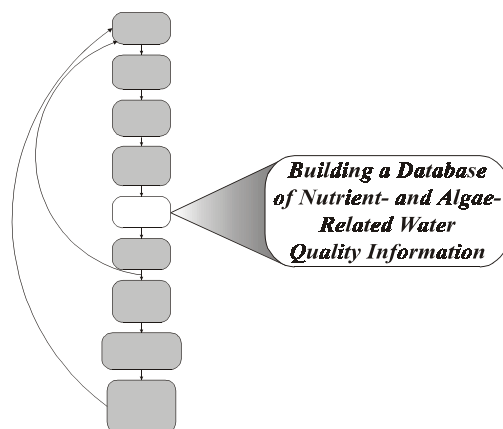 Building a Database
of Nutrient- and Algae-
Related Water
Quality Information